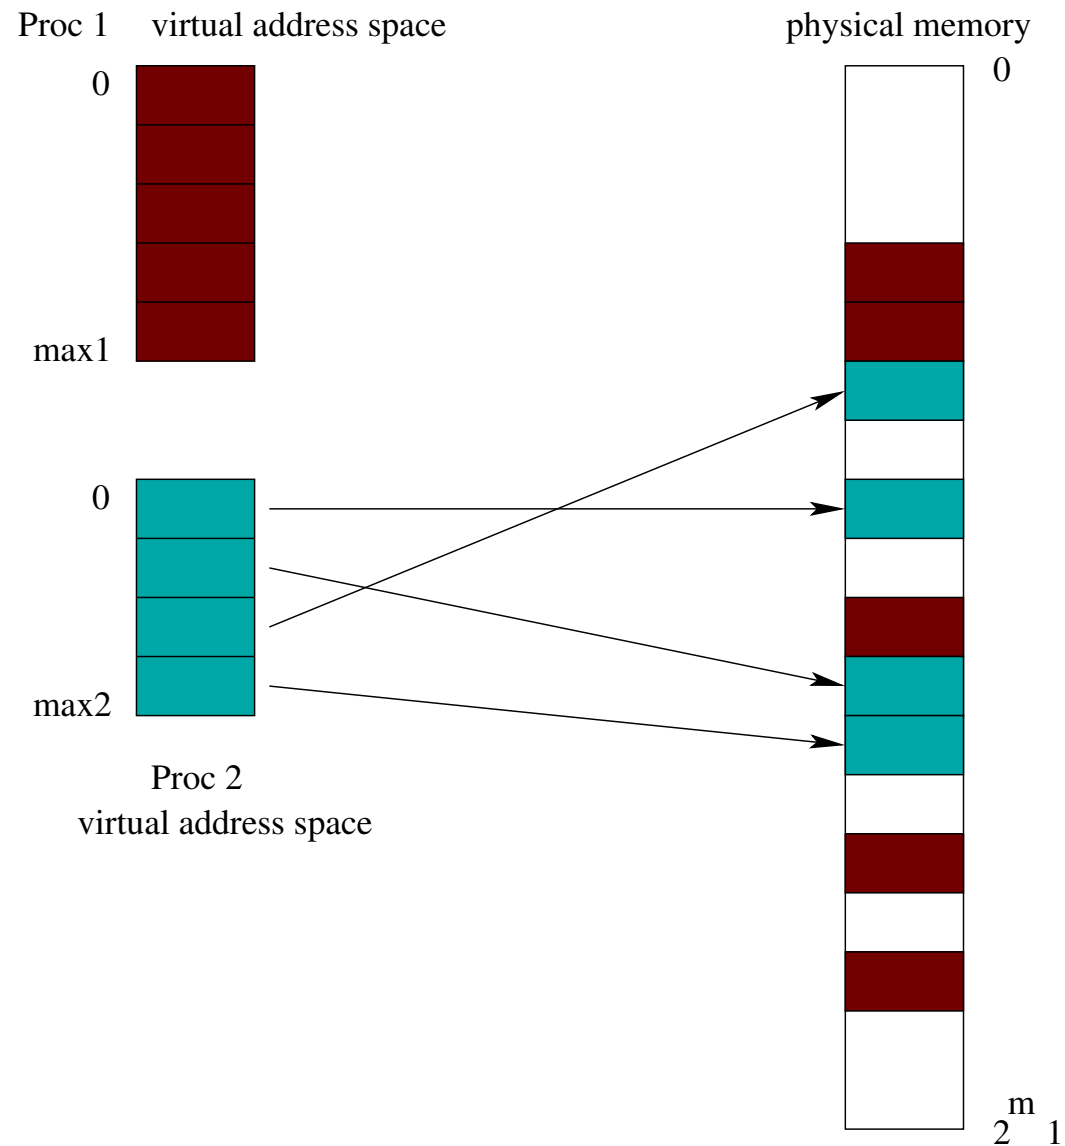 Proc 1 virtual address space
0
max1
0
max2
Proc 2
virtual address space
physical memory
0
m
2 1